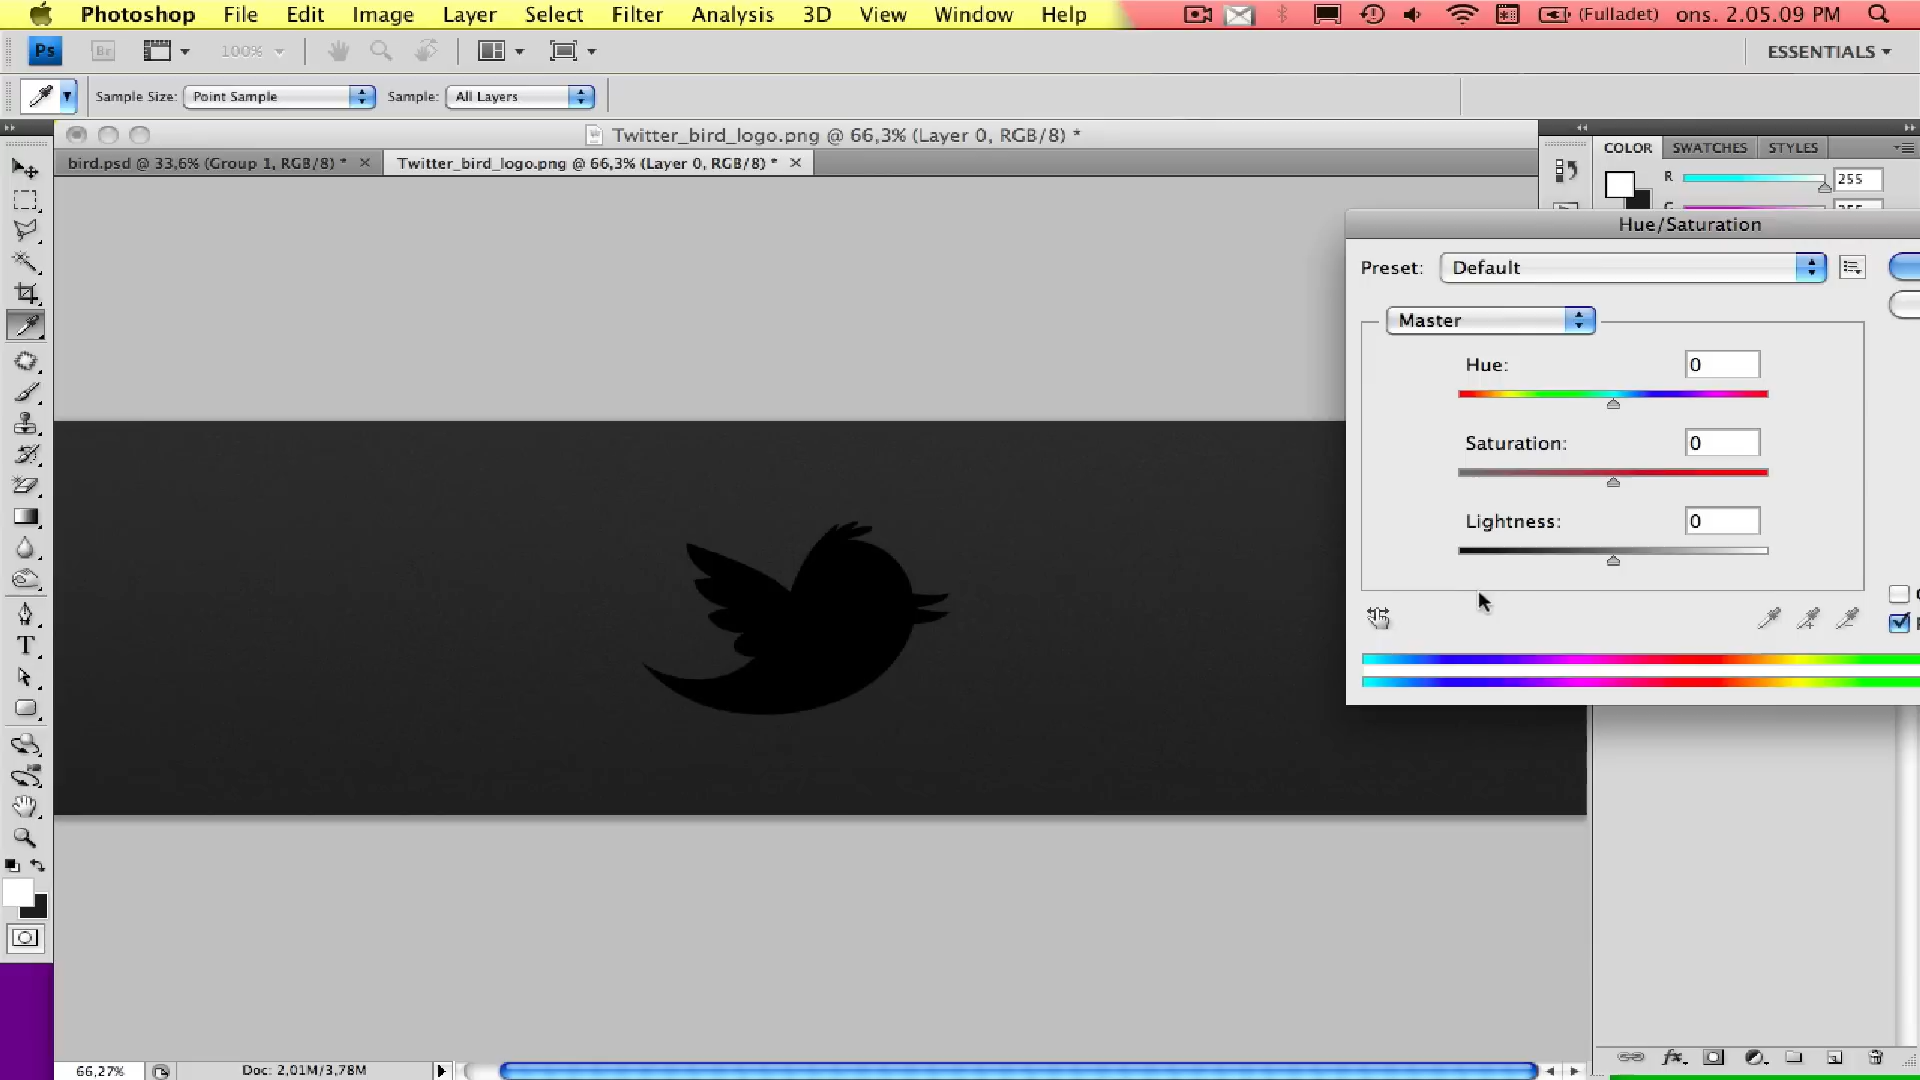 Photoshop File Edit Image Layer Select Filter Analysis 3D View Window Help (Fulladet) ons. 2.05.09 PM
Ps Br 100% ESSENTIALS
Sample Size: Point Sample Sample: All Layers
Twitter_bird_logo.png @ 66,3% (Layer 0, RGB/8) *
bird.psd @ 33,6% (Group 1, RGB/8) * Twitter_bird_logo.png @ 66,3% (Layer 0, RGB/8) *
COLOR SWATCHES STYLES
R 255
Hue/Saturation
Preset: Default
Master
Hue: 0
Saturation: 0
Lightness: 0
T
fx
66,27% Doc: 2,01M/3,78M